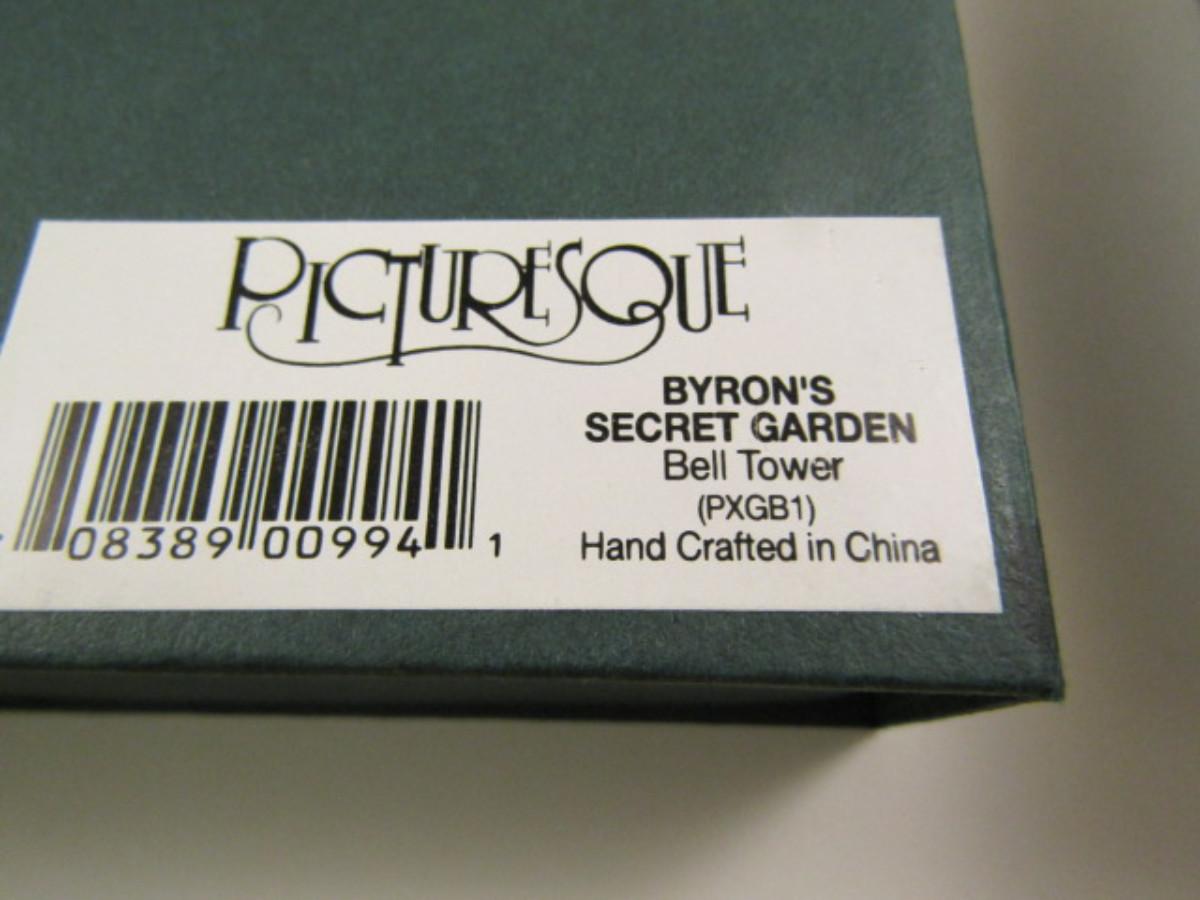 PICTURESQUE
BYRON'S
SECRET GARDEN
Bell Tower
(PXGB1)
Hand Crafted in China
08389 00994 1